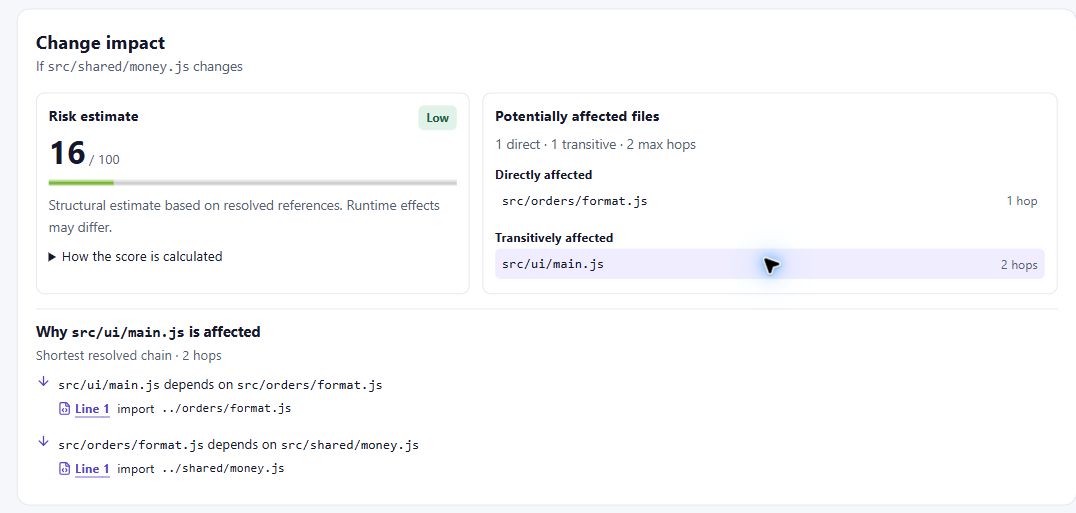 Change impact
If src/shared/money.js changes
Risk estimate
Low
16 / 100
Structural estimate based on resolved references. Runtime effects
may differ.
How the score is calculated
Potentially affected files
1 direct · 1 transitive · 2 max hops
Directly affected
src/orders/format.js 1 hop
Transitively affected
src/ui/main.js 2 hops
Why src/ui/main.js is affected
Shortest resolved chain · 2 hops
src/ui/main.js depends on src/orders/format.js
Line 1 import ../orders/format.js
src/orders/format.js depends on src/shared/money.js
Line 1 import ../shared/money.js